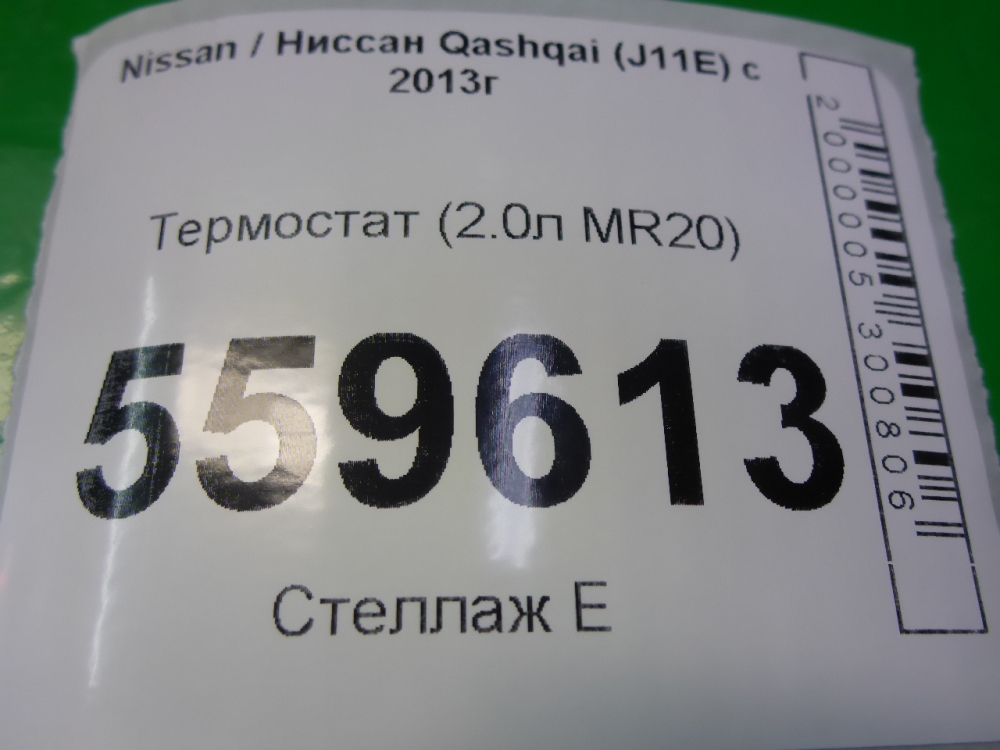 Nissan / Ниссан Qashqai (J11E) с
2013г
Термостат (2.0л MR20)
559613
Стеллаж E
2000005300806